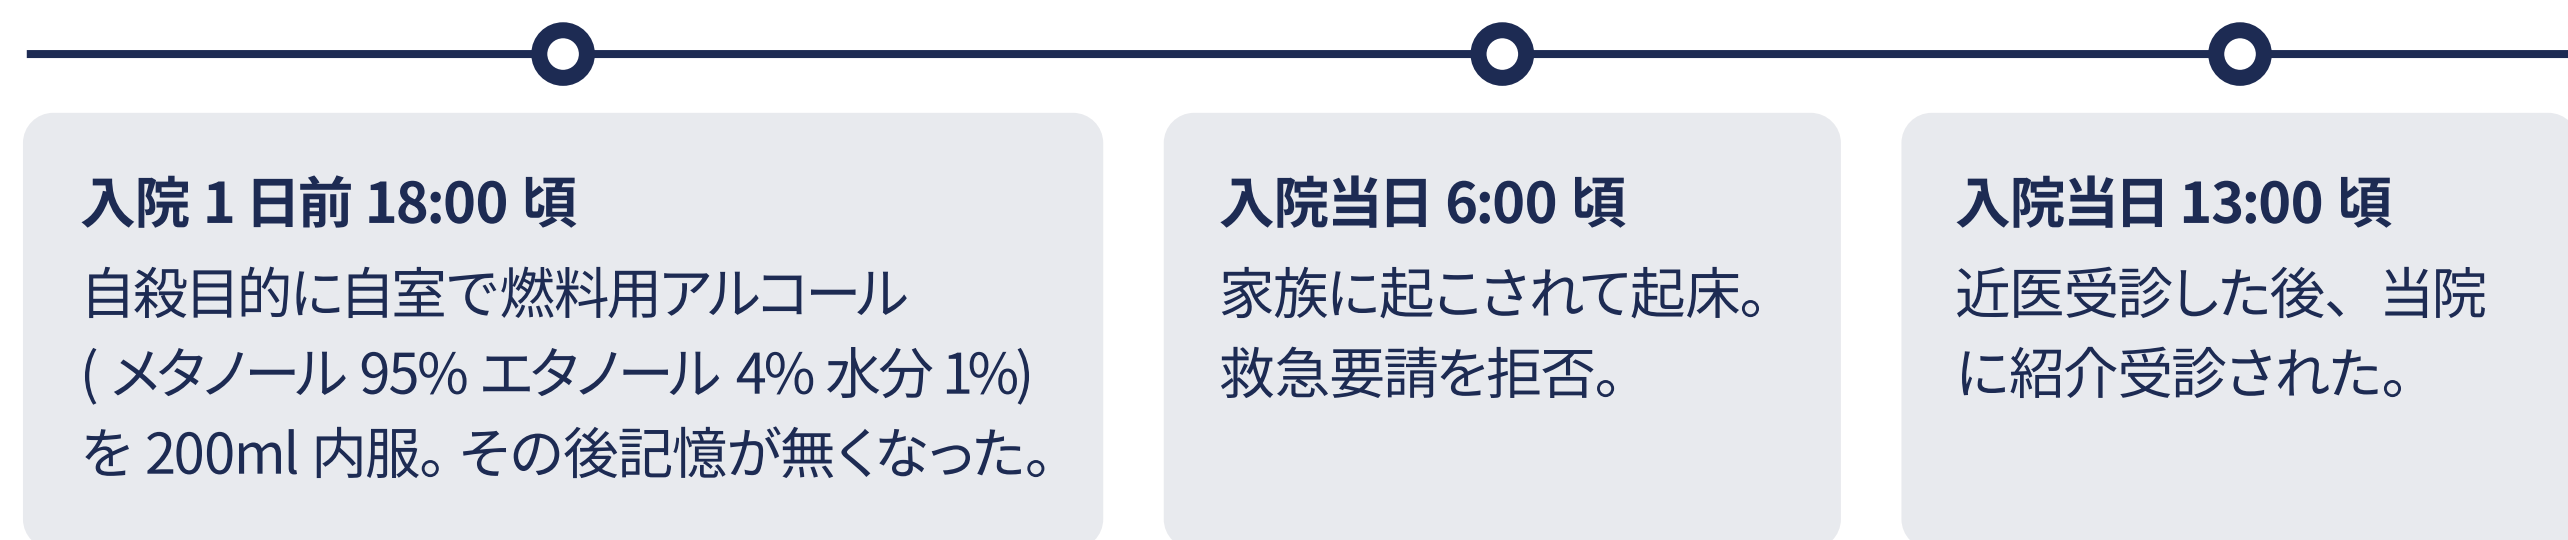 入院 1 日前 18:00 頃
自殺目的に自室で燃料用アルコール
( メタノール 95% エタノール 4% 水分 1%)
を 200ml 内服。その後記憶が無くなった。
入院当日 6:00 頃
家族に起こされて起床。
救急要請を拒否。
入院当日 13:00 頃
近医受診した後、当院
に紹介受診された。